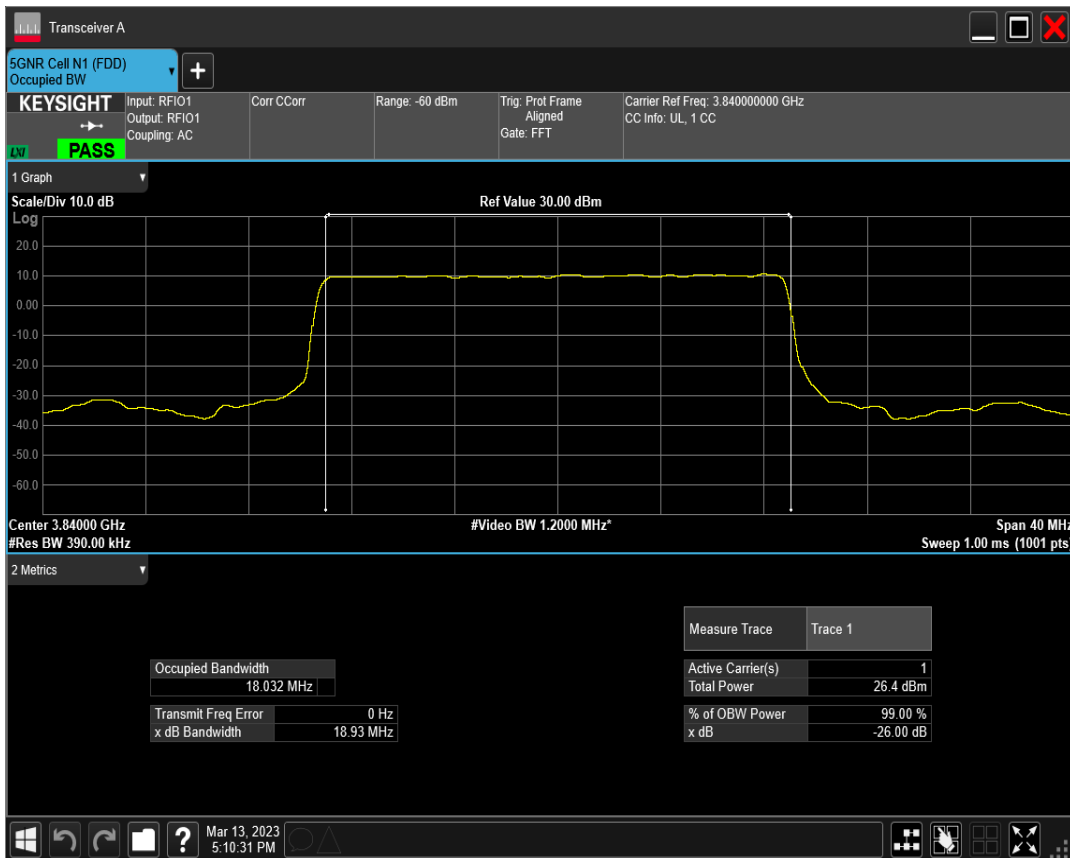 Transceiver A
5GNR Cell N1 (FDD)
Occupied BW
+
KEYSIGHT
LXI
PASS
Input: RFIO1
Output: RFIO1
Coupling: AC
Corr CCorr
Range: -60 dBm
Trig: Prot Frame
Aligned
Gate: FFT
Carrier Ref Freq: 3.840000000 GHz
CC Info: UL, 1 CC
1 Graph
Scale/Div 10.0 dB
Ref Value 30.00 dBm
Log
20.0
10.0
0.00
-10.0
-20.0
-30.0
-40.0
-50.0
-60.0
Center 3.84000 GHz
#Video BW 1.2000 MHz*
Span 40 MHz
#Res BW 390.00 kHz
Sweep 1.00 ms (1001 pts)
2 Metrics
Measure Trace Trace 1
Occupied Bandwidth
18.032 MHz
Active Carrier(s) 1
Total Power 26.4 dBm
Transmit Freq Error 0 Hz
x dB Bandwidth 18.93 MHz
% of OBW Power 99.00 %
x dB -26.00 dB
?
Mar 13, 2023
5:10:31 PM